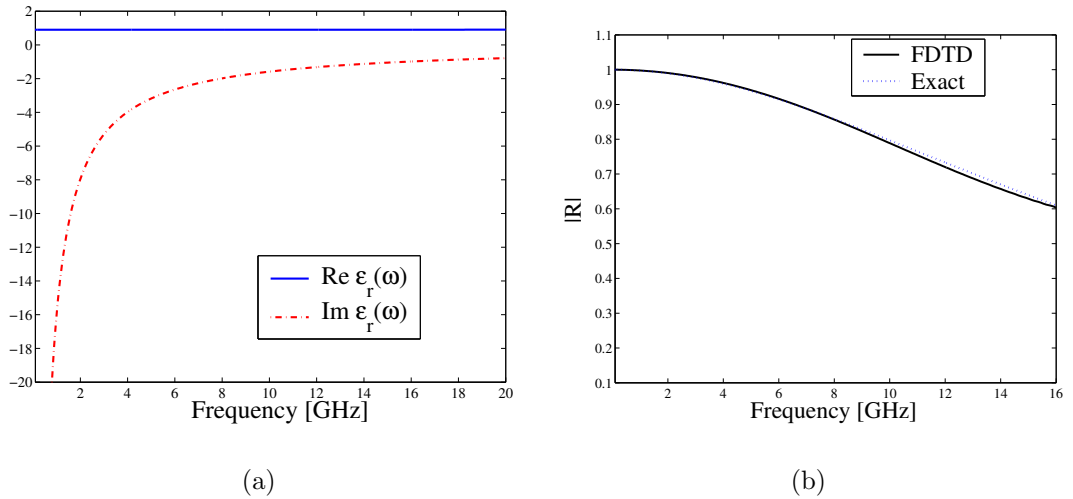 2
0
−2
−4
−6
−8
−10
−12
−14
−16
−18
−20
2 4 6 8 10 12 14 16 18 20
Frequency [GHz]
Re εr(ω)
Im εr(ω)
(a)
1.1
1
0.9
0.8
0.7
0.6
0.5
0.4
0.3
0.2
0.1
|R|
2 4 6 8 10 12 14 16
Frequency [GHz]
FDTD
Exact
(b)